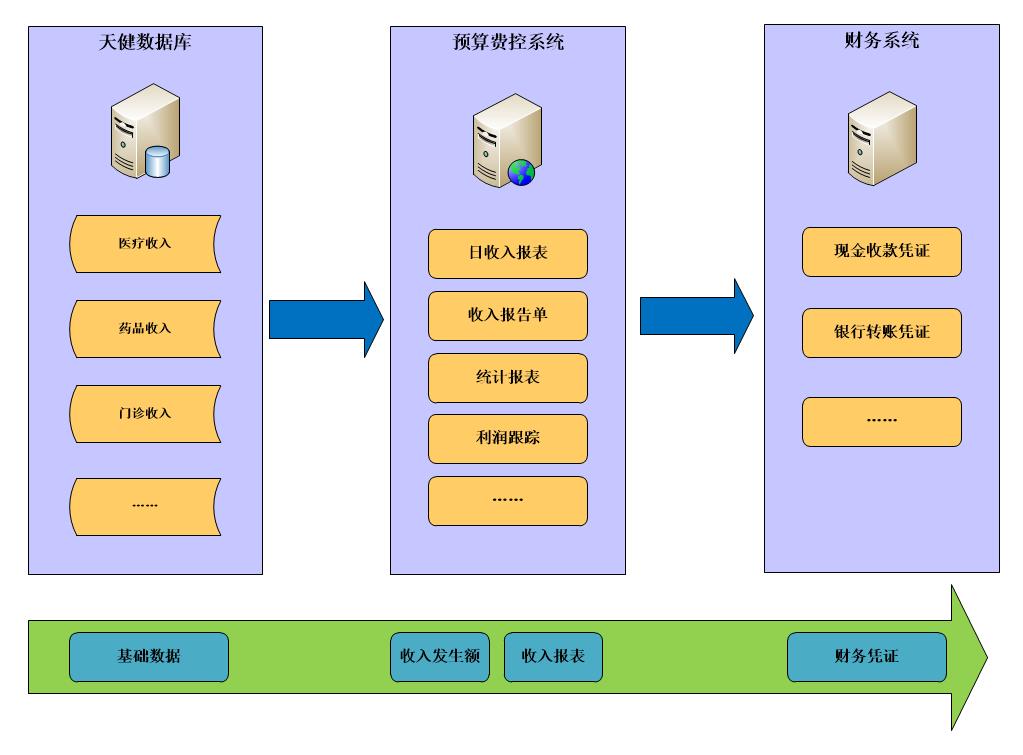 天健数据库
医疗收入
药品收入
门诊收入
……
预算费控系统
日收入报表
收入报告单
统计报表
利润跟踪
……
财务系统
现金收款凭证
银行转账凭证
……
基础数据
收入发生额
收入报表
财务凭证